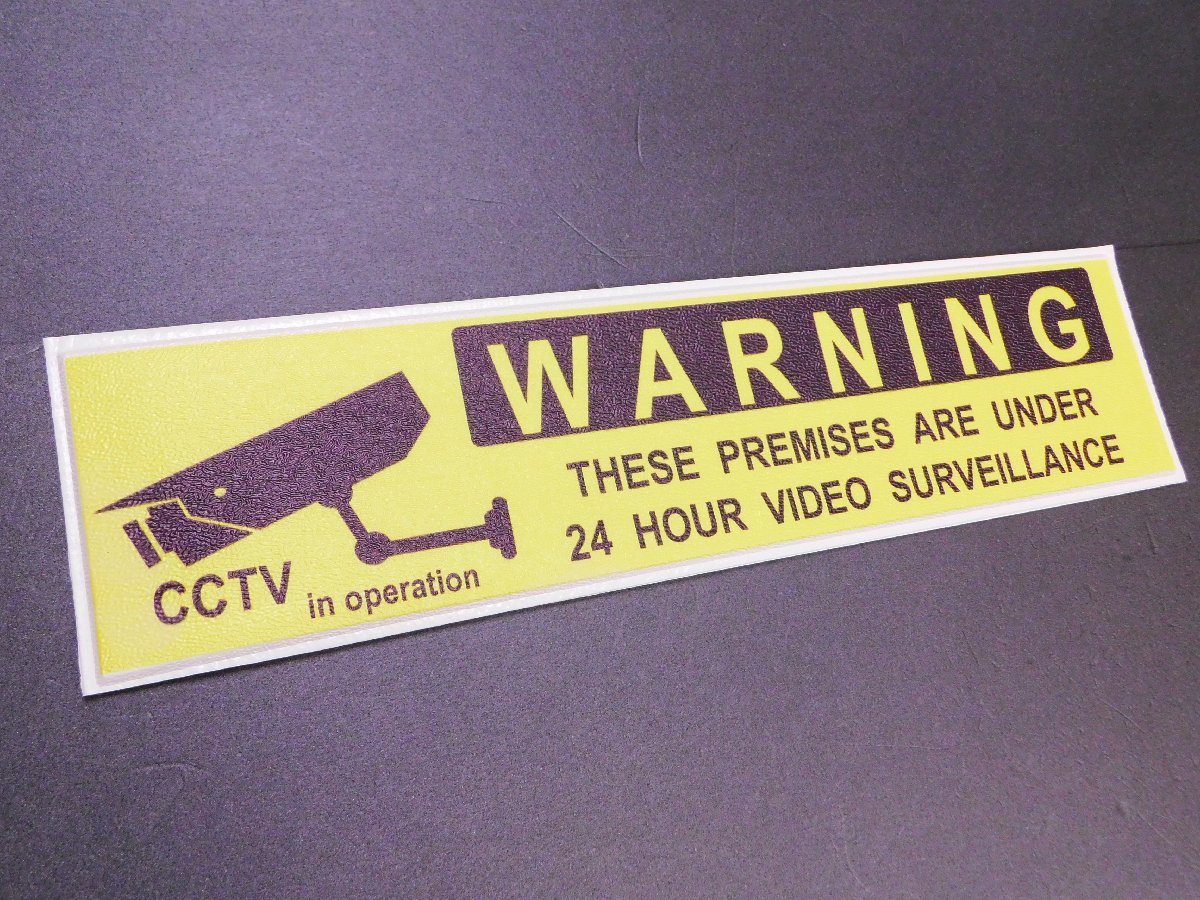 WARNING
THESE PREMISES ARE UNDER
24 HOUR VIDEO SURVEILLANCE
CCTV in operation